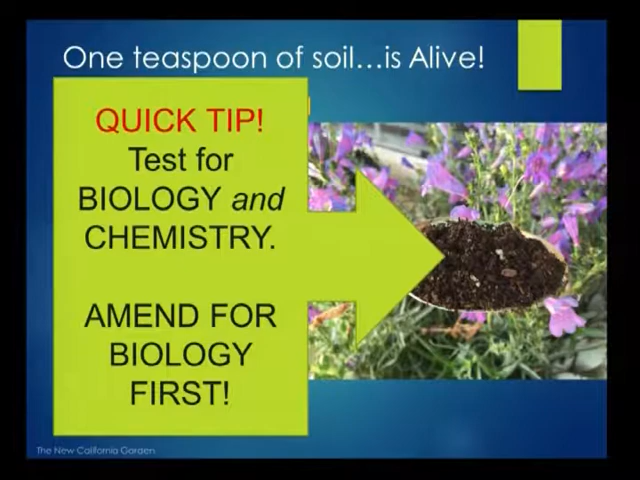 One teaspoon of soil...is Alive!
QUICK TIP!
Test for
BIOLOGY and
CHEMISTRY.
AMEND FOR
BIOLOGY
FIRST!
The New California Garden